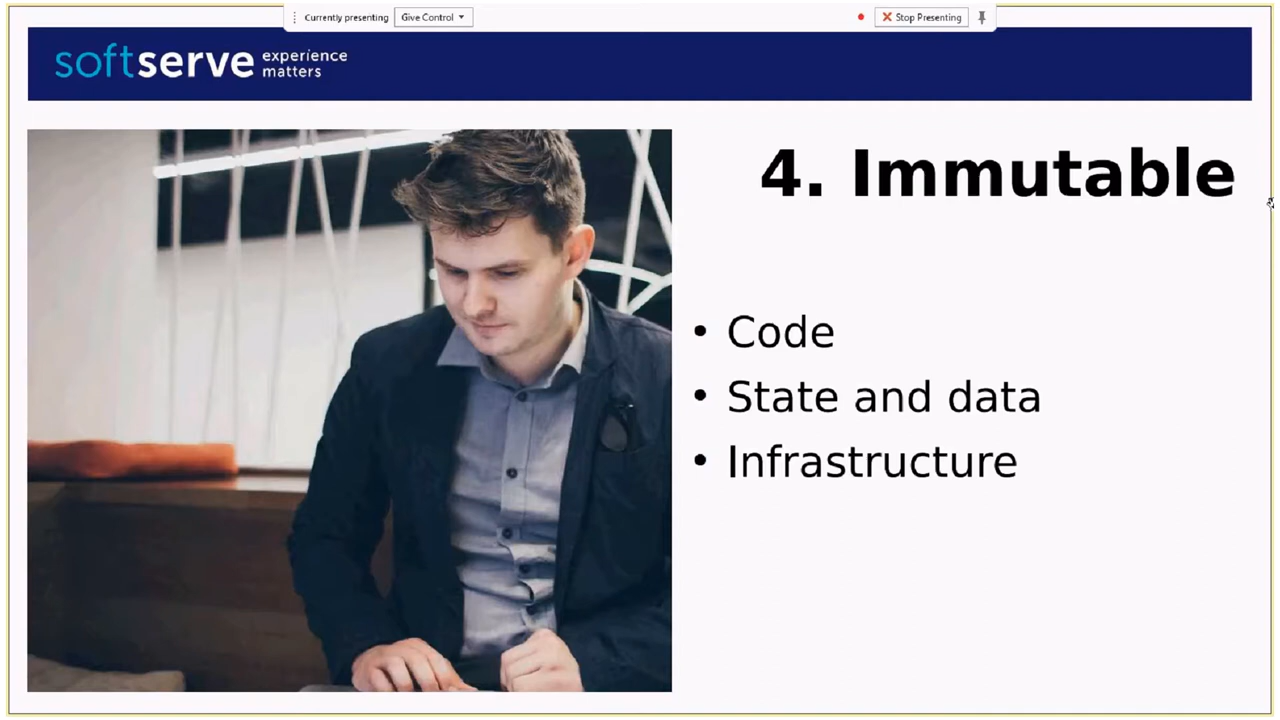 Currently presenting Give Control Stop Presenting
softserve experience matters
4. Immutable
• Code
• State and data
• Infrastructure